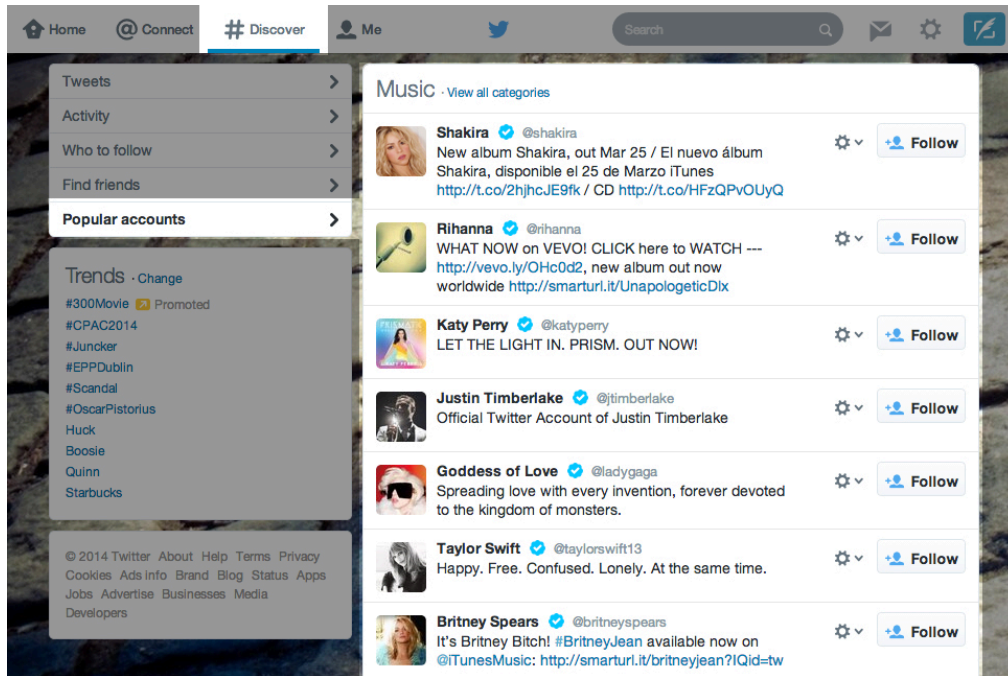 Home
Connect
Discover
Me
Search
Tweets
Activity
Who to follow
Find friends
Popular accounts
Trends · Change
#300Movie Promoted
#CPAC2014
#Juncker
#EPPDublin
#Scandal
#OscarPistorius
Huck
Boosie
Quinn
Starbucks
© 2014 Twitter About Help Terms Privacy
Cookies Ads info Brand Blog Status Apps
Jobs Advertise Businesses Media
Developers
Music · View all categories
Shakira @shakira
New album Shakira, out Mar 25 / El nuevo álbum
Shakira, disponible el 25 de Marzo iTunes
http://t.co/2hjhcJE9fk / CD http://t.co/HFzQPvOUyQ
Follow
Rihanna @rihanna
WHAT NOW on VEVO! CLICK here to WATCH ---
http://vevo.ly/OHc0d2, new album out now
worldwide http://smarturl.it/UnapologeticDlx
Follow
Katy Perry @katyperry
LET THE LIGHT IN. PRISM. OUT NOW!
Follow
Justin Timberlake @jtimberlake
Official Twitter Account of Justin Timberlake
Follow
Goddess of Love @ladygaga
Spreading love with every invention, forever devoted
to the kingdom of monsters.
Follow
Taylor Swift @taylorswift13
Happy. Free. Confused. Lonely. At the same time.
Follow
Britney Spears @britneyspears
It's Britney Bitch! #BritneyJean available now on
@iTunesMusic: http://smarturl.it/britneyjean?IQid=tw
Follow